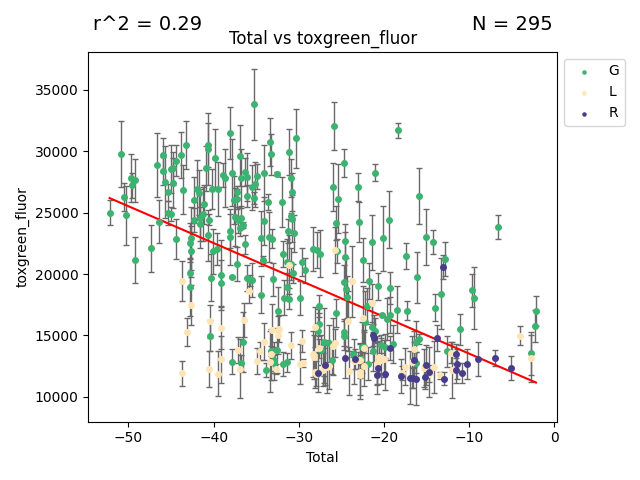 r^2 = 0.29 N = 295
Total vs toxgreen_fluor
G
L
R
35000
30000
25000
20000
15000
10000
toxgreen_fluor
−50 −40 −30 −20 −10 0
Total